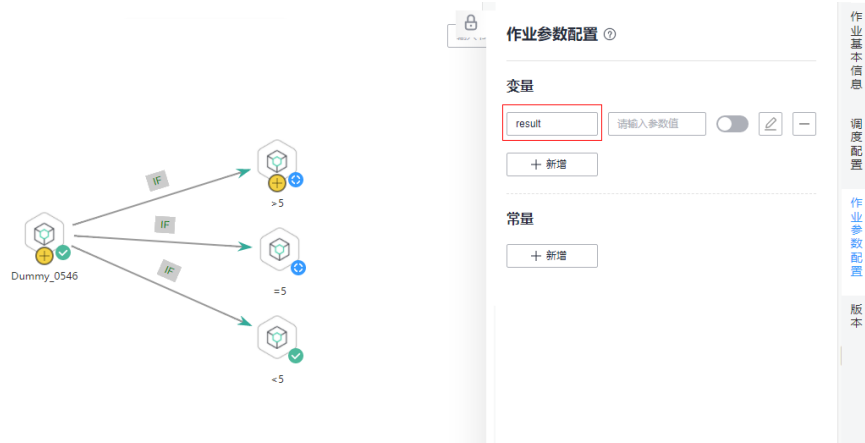 作业参数配置
变量
result
请输入参数值
新增
常量
新增
IF
>5
IF
Dummy_0546
=5
IF
<5
作业基本信息
调度配置
作业参数配置
版本